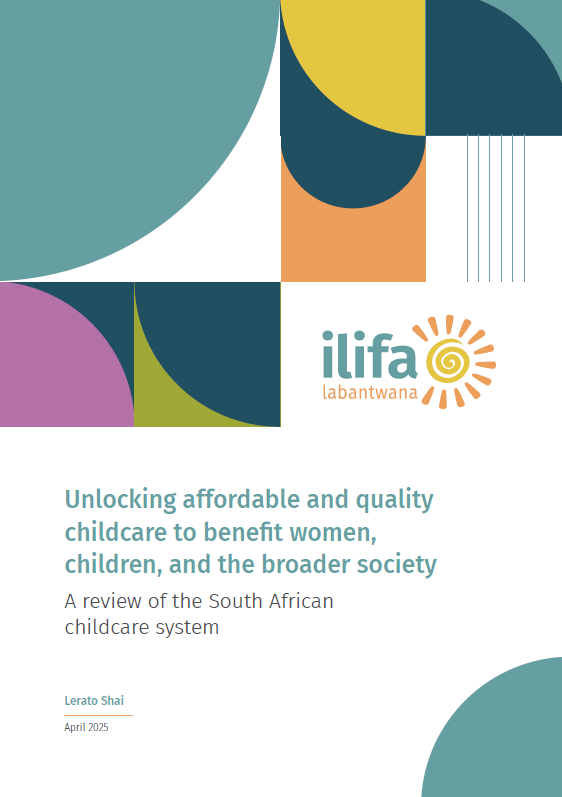 ilifa
labantwana
Unlocking affordable and quality
childcare to benefit women,
children, and the broader society
A review of the South African
childcare system
Lerato Shai
April 2025